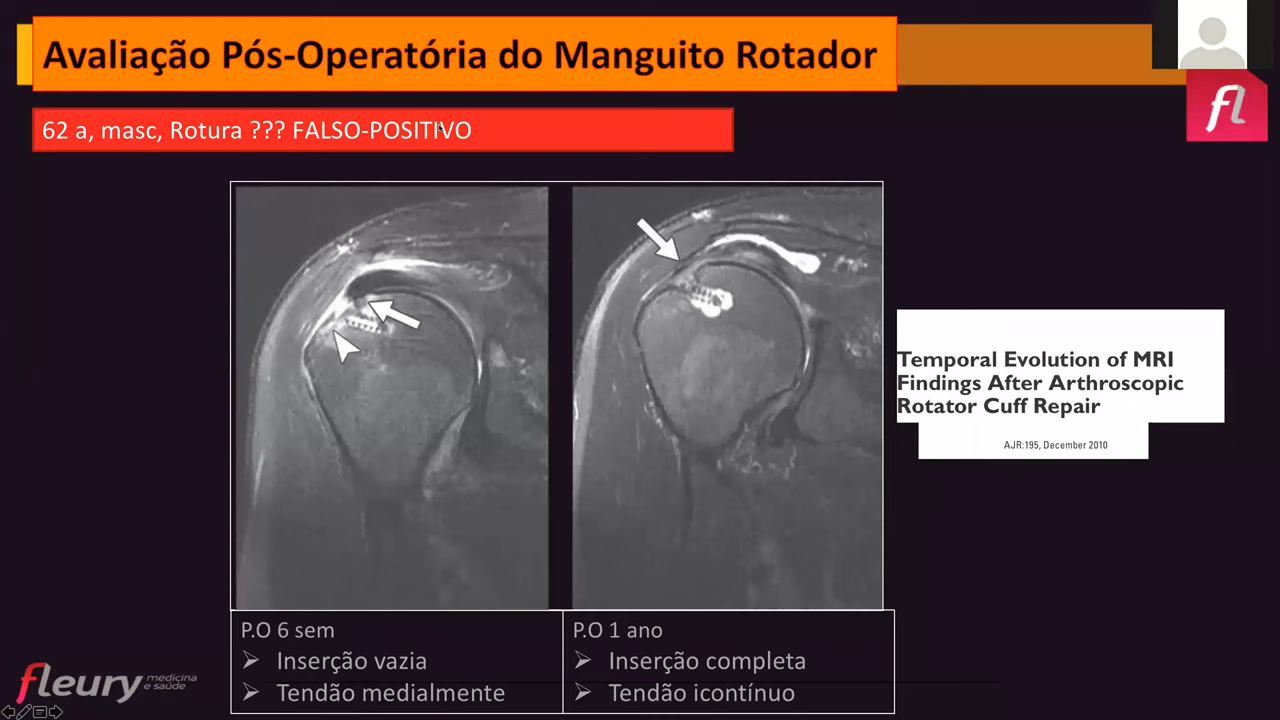 Avaliação Pós-Operatória do Manguito Rotador
62 a, masc, Rotura ??? FALSO-POSITIVO
fl
Temporal Evolution of MRI
Findings After Arthroscopic
Rotator Cuff Repair
AJR:195, December 2010
P.O 6 sem
Inserção vazia
Tendão medialmente
P.O 1 ano
Inserção completa
Tendão icontínuo
fleury medicina
e saúde